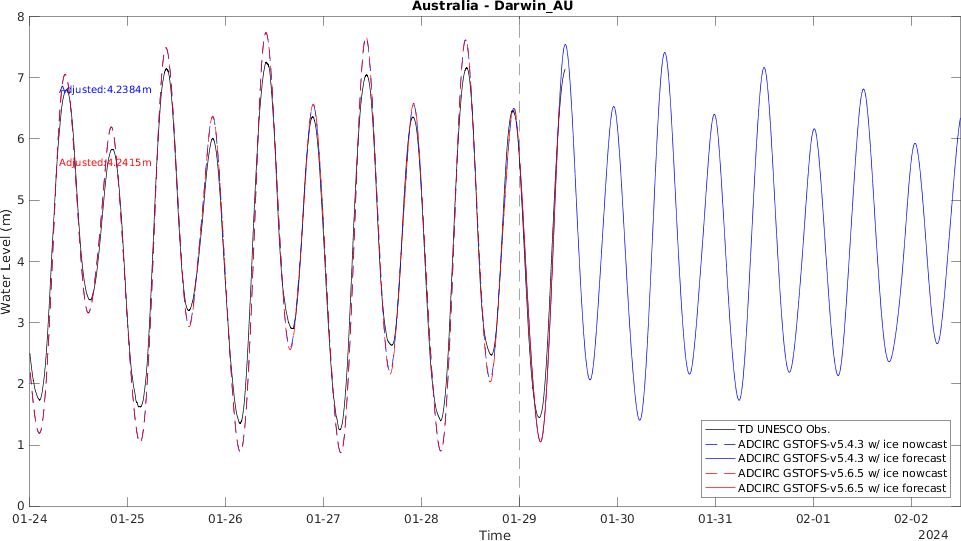 Australia - Darwin_AU
8
7
Adjusted:4.2384m
6
Adjusted:4.2415m
5
Water Level (m)
4
3
2
1
0
TD UNESCO Obs.
ADCIRC GSTOFS-v5.4.3 w/ ice nowcast
ADCIRC GSTOFS-v5.4.3 w/ ice forecast
ADCIRC GSTOFS-v5.6.5 w/ ice nowcast
ADCIRC GSTOFS-v5.6.5 w/ ice forecast
01-24 01-25 01-26 01-27 01-28 01-29 01-30 01-31 02-01 02-02
Time
2024